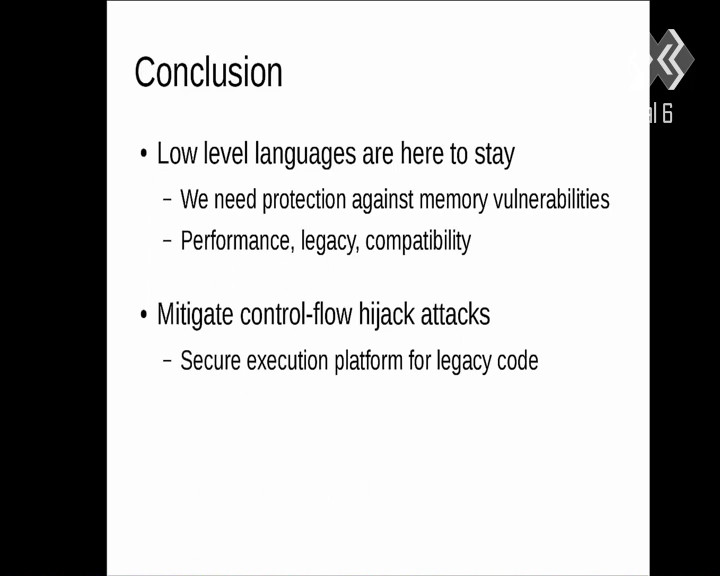 Conclusion
• Low level languages are here to stay
– We need protection against memory vulnerabilities
– Performance, legacy, compatibility
• Mitigate control-flow hijack attacks
– Secure execution platform for legacy code
6